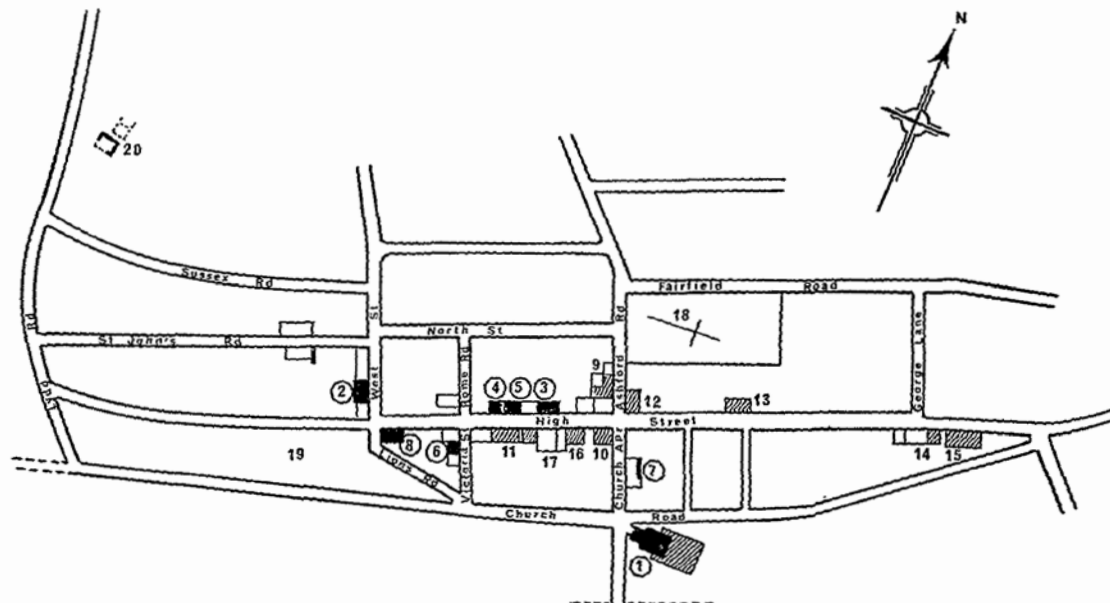 N
20
Sussex Rd
Fairfield Road
18
North St
St John's Rd
West St
Rome Rd
Ashford Rd
George Lane
Lydd Rd
2
4
5
3
9
12
13
High Street
8
6
11
17
16
10
7
14
15
19
Lions Rd
Victoria St
Church Apr
Church Road
1